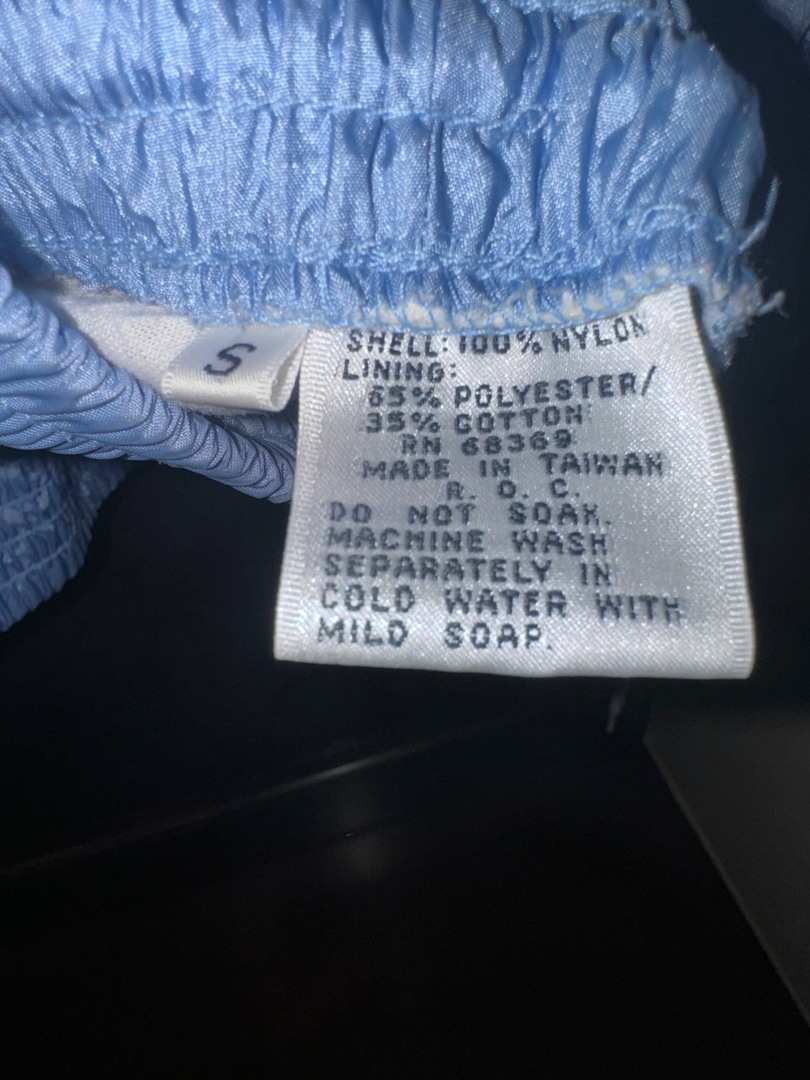 S
SHELL: 100% NYLON
LINING:
65% POLYESTER/
35% COTTON
RN 68369
MADE IN TAIWAN
R. O. C.
DO NOT SOAK.
MACHINE WASH
SEPARATELY IN
COLD WATER WITH
MILD SOAP.